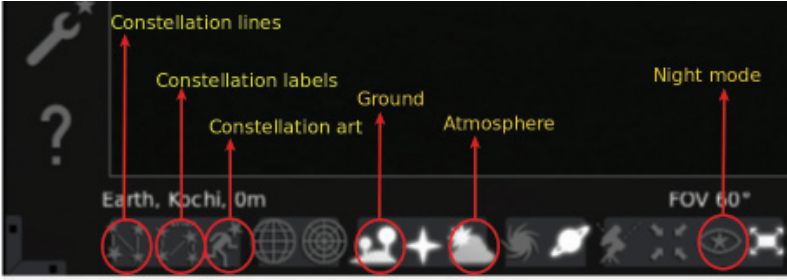 Constellation lines
Constellation labels
Constellation art
Ground
Atmosphere
Night mode
Earth, Kochi, 0m
FOV 60°